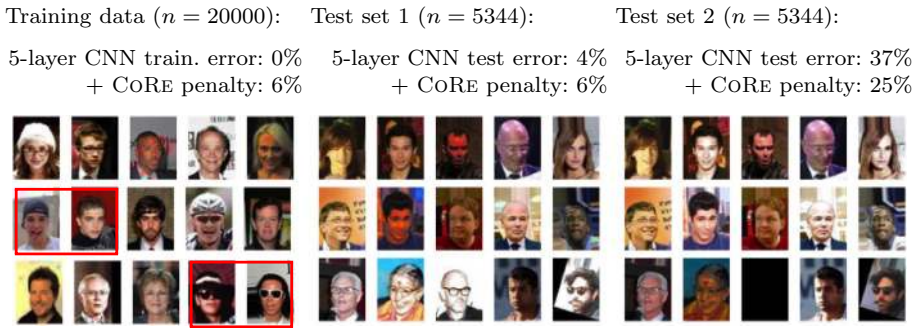 Training data (n = 20000):
5-layer CNN train. error: 0%
+ CoRe penalty: 6%
Test set 1 (n = 5344):
5-layer CNN test error: 4%
+ CoRe penalty: 6%
Test set 2 (n = 5344):
5-layer CNN test error: 37%
+ CoRe penalty: 25%